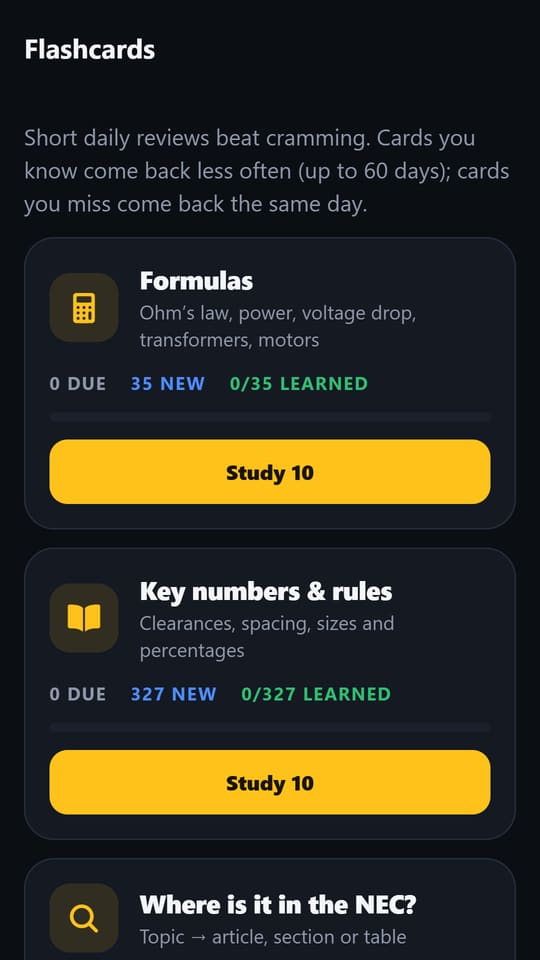 Flashcards
Short daily reviews beat cramming. Cards you
know come back less often (up to 60 days); cards
you miss come back the same day.
Formulas
Ohm's law, power, voltage drop,
transformers, motors
0 DUE 35 NEW 0/35 LEARNED
Study 10
Key numbers & rules
Clearances, spacing, sizes and
percentages
0 DUE 327 NEW 0/327 LEARNED
Study 10
Where is it in the NEC?
Topic → article, section or table